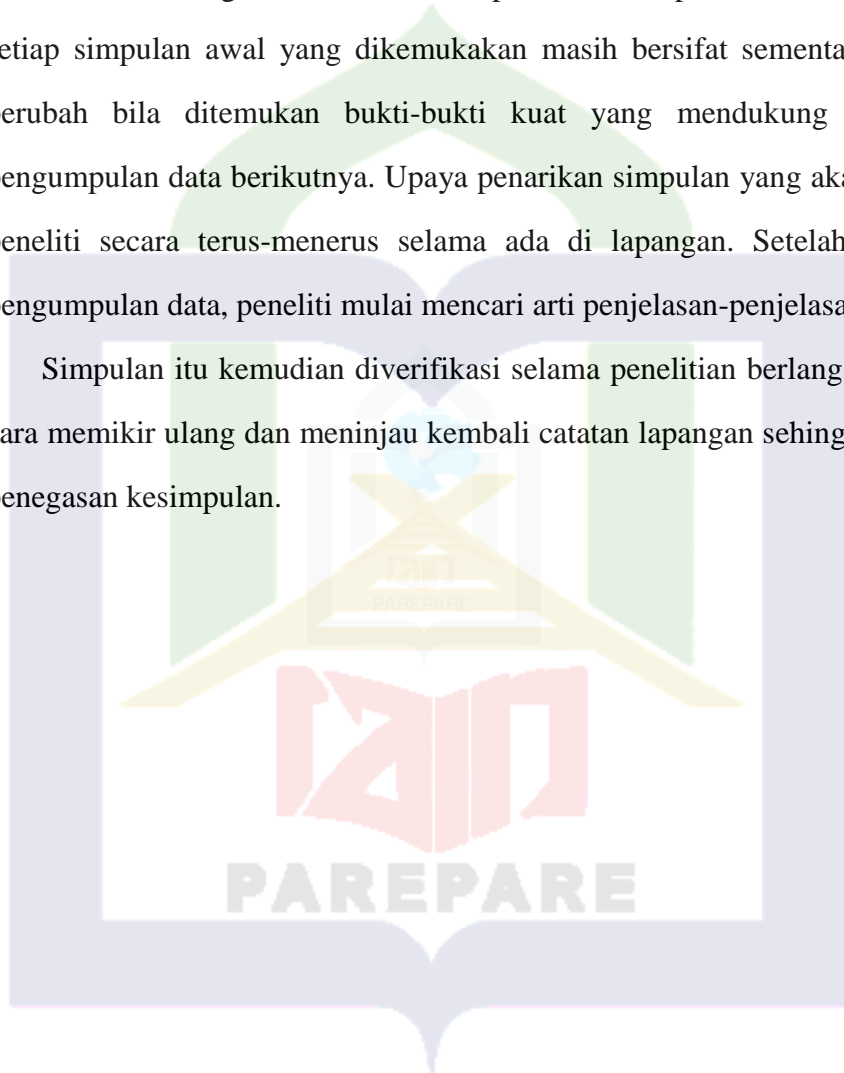 etiap simpulan awal yang dikemukakan masih bersifat sementa
erubah bila ditemukan bukti-bukti kuat yang mendukung
engumpulan data berikutnya. Upaya penarikan simpulan yang aka
eneliti secara terus-menerus selama ada di lapangan. Setelah
engumpulan data, peneliti mulai mencari arti penjelasan-penjelasa
Simpulan itu kemudian diverifikasi selama penelitian berlang
ara memikir ulang dan meninjau kembali catatan lapangan sehing
enegasan kesimpulan.
iain
PAREPARE
iain
PAREPARE